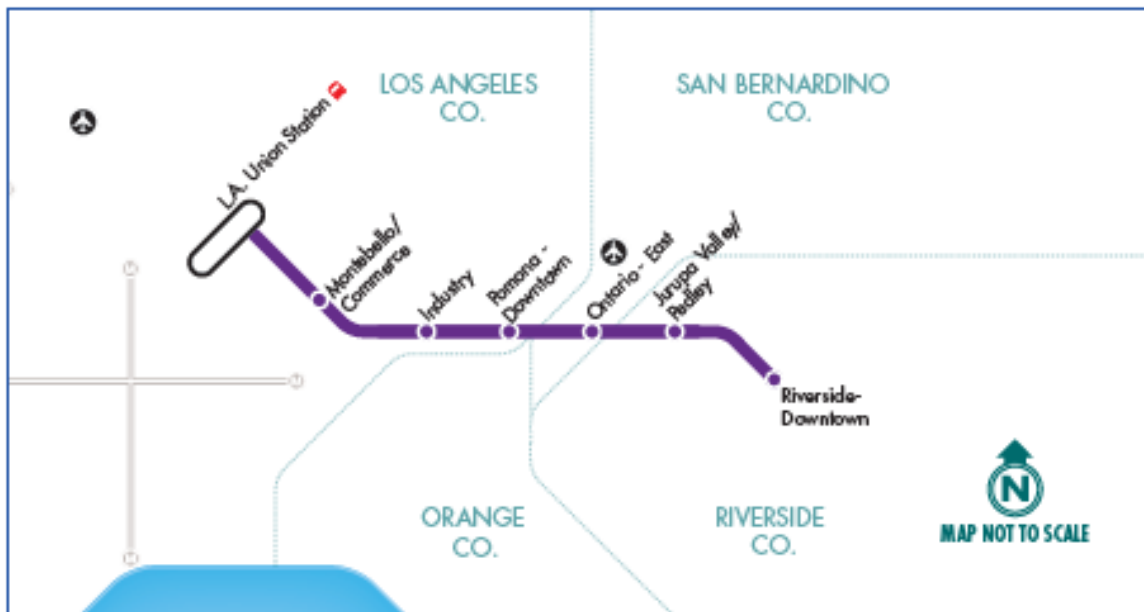 LOS ANGELES
CO.
SAN BERNARDINO
CO.
L.A. Union Station
Montebello/
Commerce
Industry
Pomona -
Downtown
Ontario - East
Jurupa Valley/
Pedley
Riverside-
Downtown
ORANGE
CO.
RIVERSIDE
CO.
N
MAP NOT TO SCALE